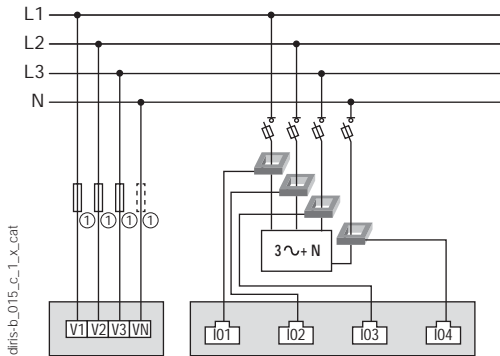 L1
L2
L3
N
1 1 1 1
3∿+ N
V1 V2 V3 VN
I01 I02 I03 I04
diris-b_015_c_1_x_cat